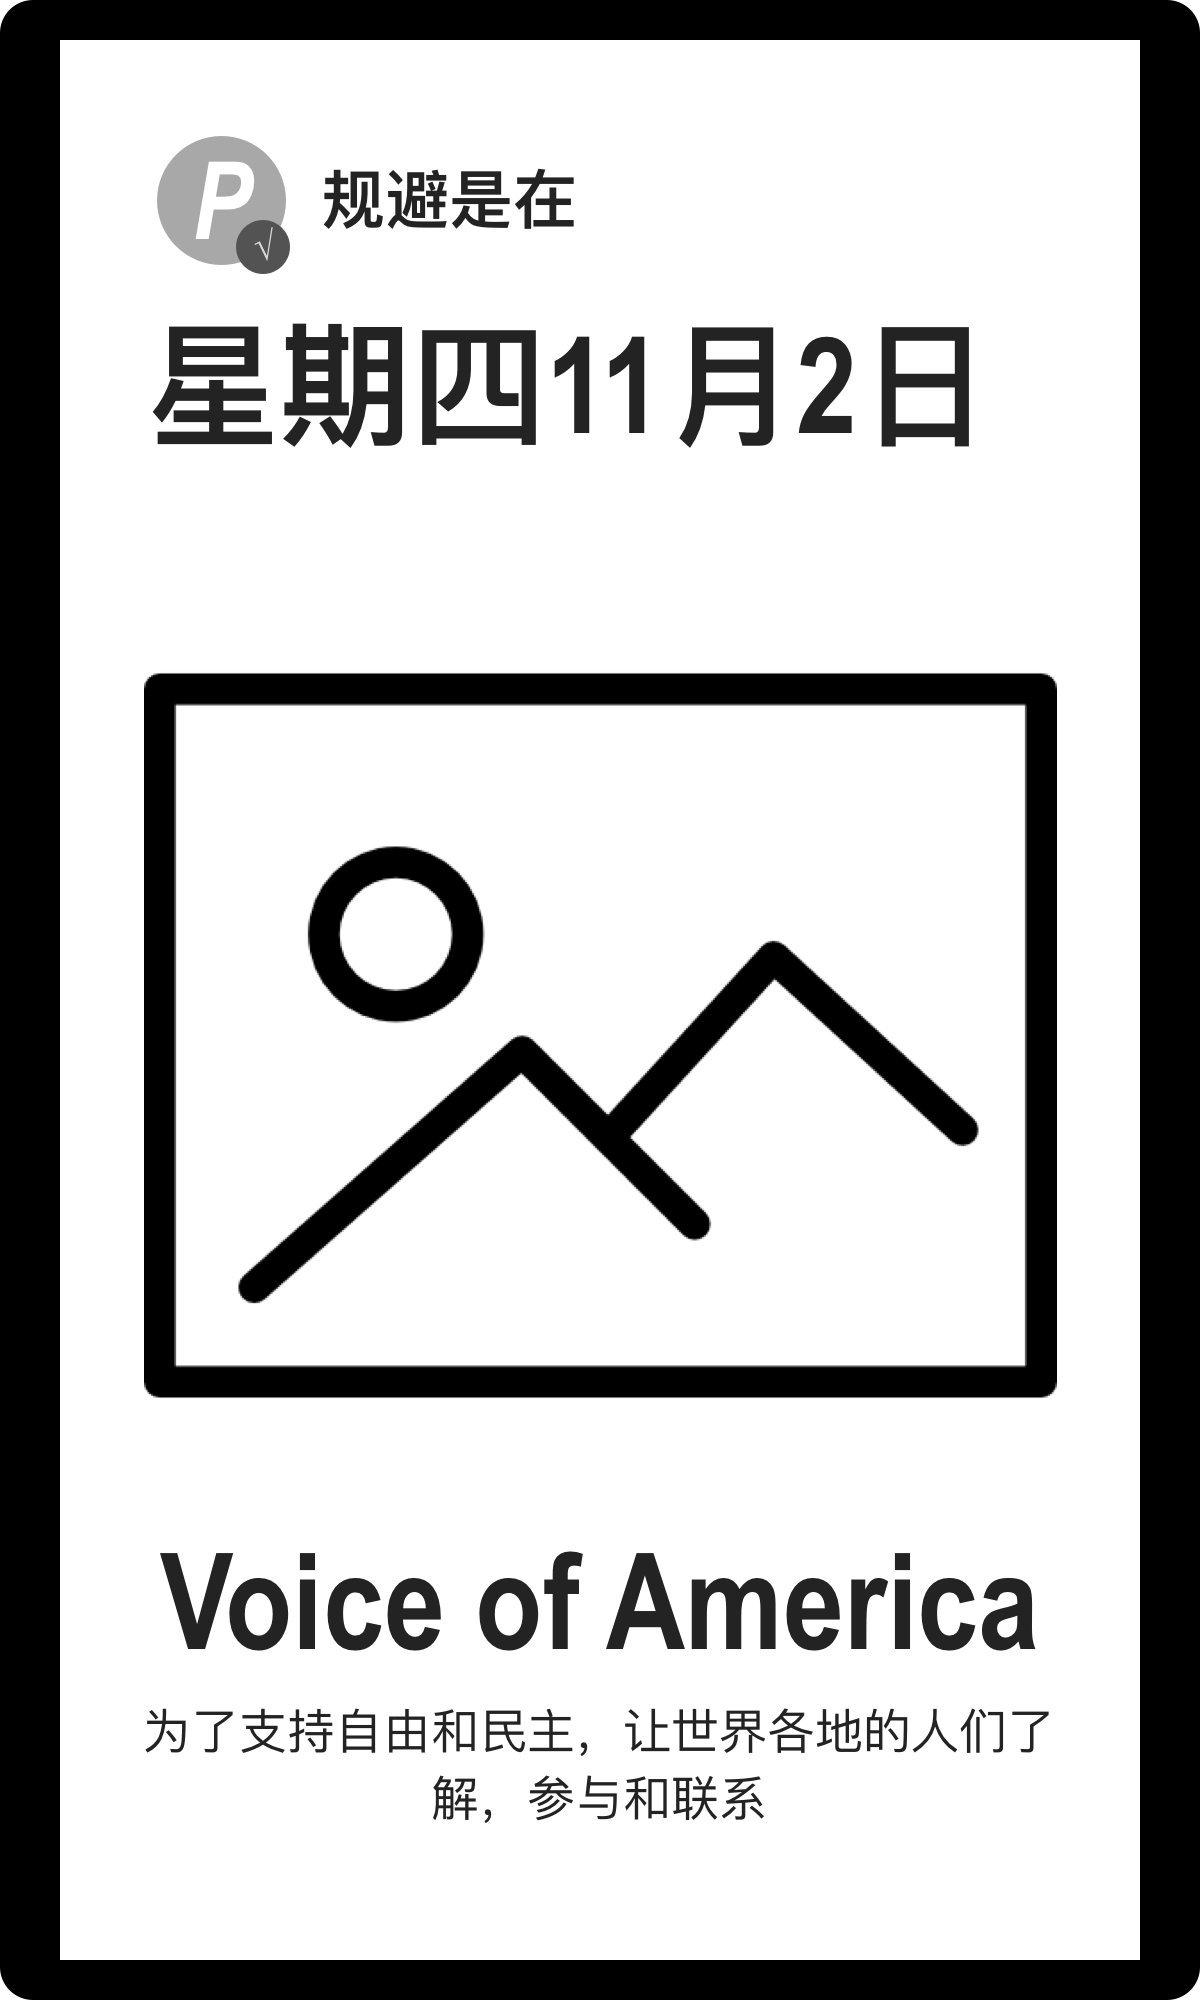 P
√
规避是在
星期四11月2日
Voice of America
为了支持自由和民主，让世界各地的人们了
解，参与和联系